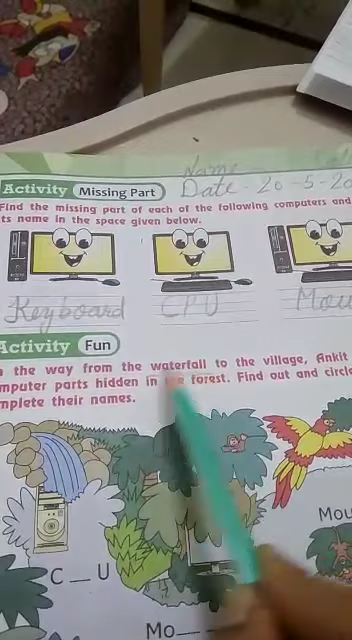 Name
Activity Missing Part
Date - 20-5-20
Find the missing part of each of the following computers and
its name in the space given below.
Keyboard CPU Mou
Activity Fun
the way from the waterfall to the village, Ankit
mputer parts hidden in the forest. Find out and circle
mplete their names.
Mou
C _ U
Mo